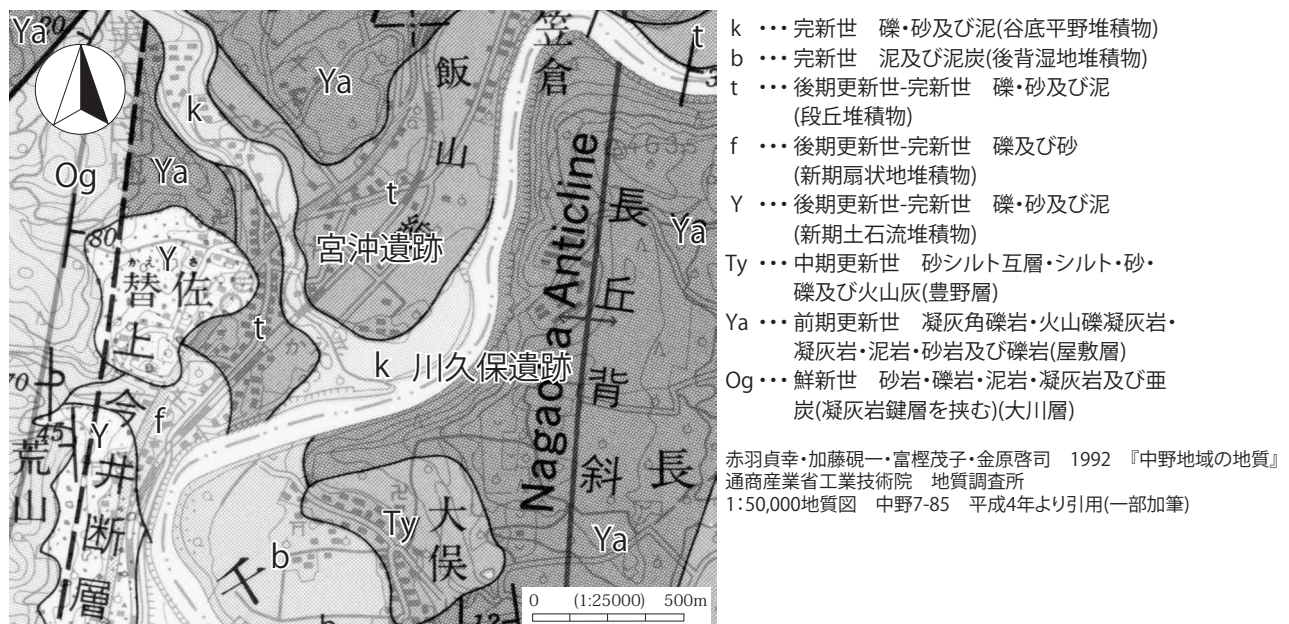 Ya
80
k
Ya
飯
山
笠
倉
t
Og
Ya
t
Nagaoka Anticline
長
丘
背
斜
Ya
宮沖遺跡
80
Y
かえ さ
替佐
上
今
井
断
層
t
k 川久保遺跡
70
45
荒
山
Y
f
長
大
俣
Ty
Ya
b
千
12
0 (1:25000) 500m
k ・・・ 完新世 礫・砂及び泥(谷底平野堆積物)
b ・・・ 完新世 泥及び泥炭(後背湿地堆積物)
t ・・・ 後期更新世-完新世 礫・砂及び泥
(段丘堆積物)
f ・・・ 後期更新世-完新世 礫及び砂
(新期扇状地堆積物)
Y ・・・ 後期更新世-完新世 礫・砂及び泥
(新期土石流堆積物)
Ty ・・・ 中期更新世 砂シルト互層・シルト・砂・
礫及び火山灰(豊野層)
Ya ・・・ 前期更新世 凝灰角礫岩・火山礫凝灰岩・
凝灰岩・泥岩・砂岩及び礫岩(屋敷層)
Og ・・・ 鮮新世 砂岩・礫岩・泥岩・凝灰岩及び亜
炭(凝灰岩鍵層を挟む)(大川層)
赤羽貞幸・加藤硯一・富樫茂子・金原啓司 1992 『中野地域の地質』
通商産業省工業技術院 地質調査所
1:50,000地質図 中野7-85 平成4年より引用(一部加筆)